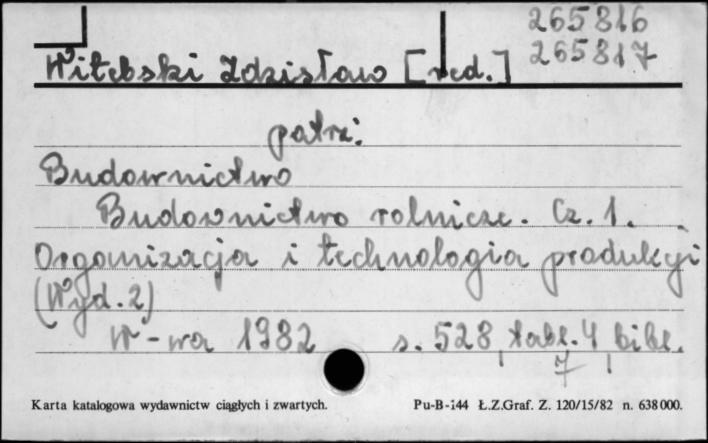 265816
265817
Witebski Zdzisław [red.]
patrz:
Budownictwo
Budownictwo rolnicze. Cz. 1.
Organizacja i technologia produkcji
(Wyd. 2)
W-wa 1982 s. 528, tabl. 4, bibl.
7
Karta katalogowa wydawnictw ciągłych i zwartych. Pu-B-144 Ł.Z.Graf. Z. 120/15/82 n. 638000.